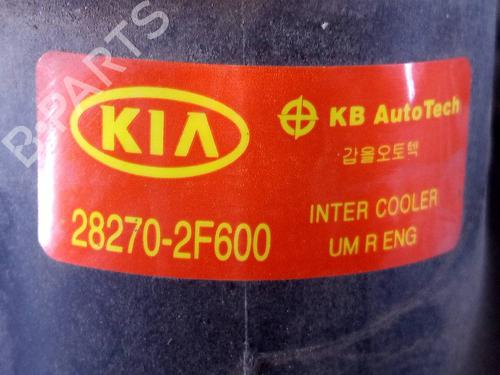 B-PARTS
KIA
KB AutoTech
갑을오토텍
28270-2F600
INTER COOLER
UM R ENG